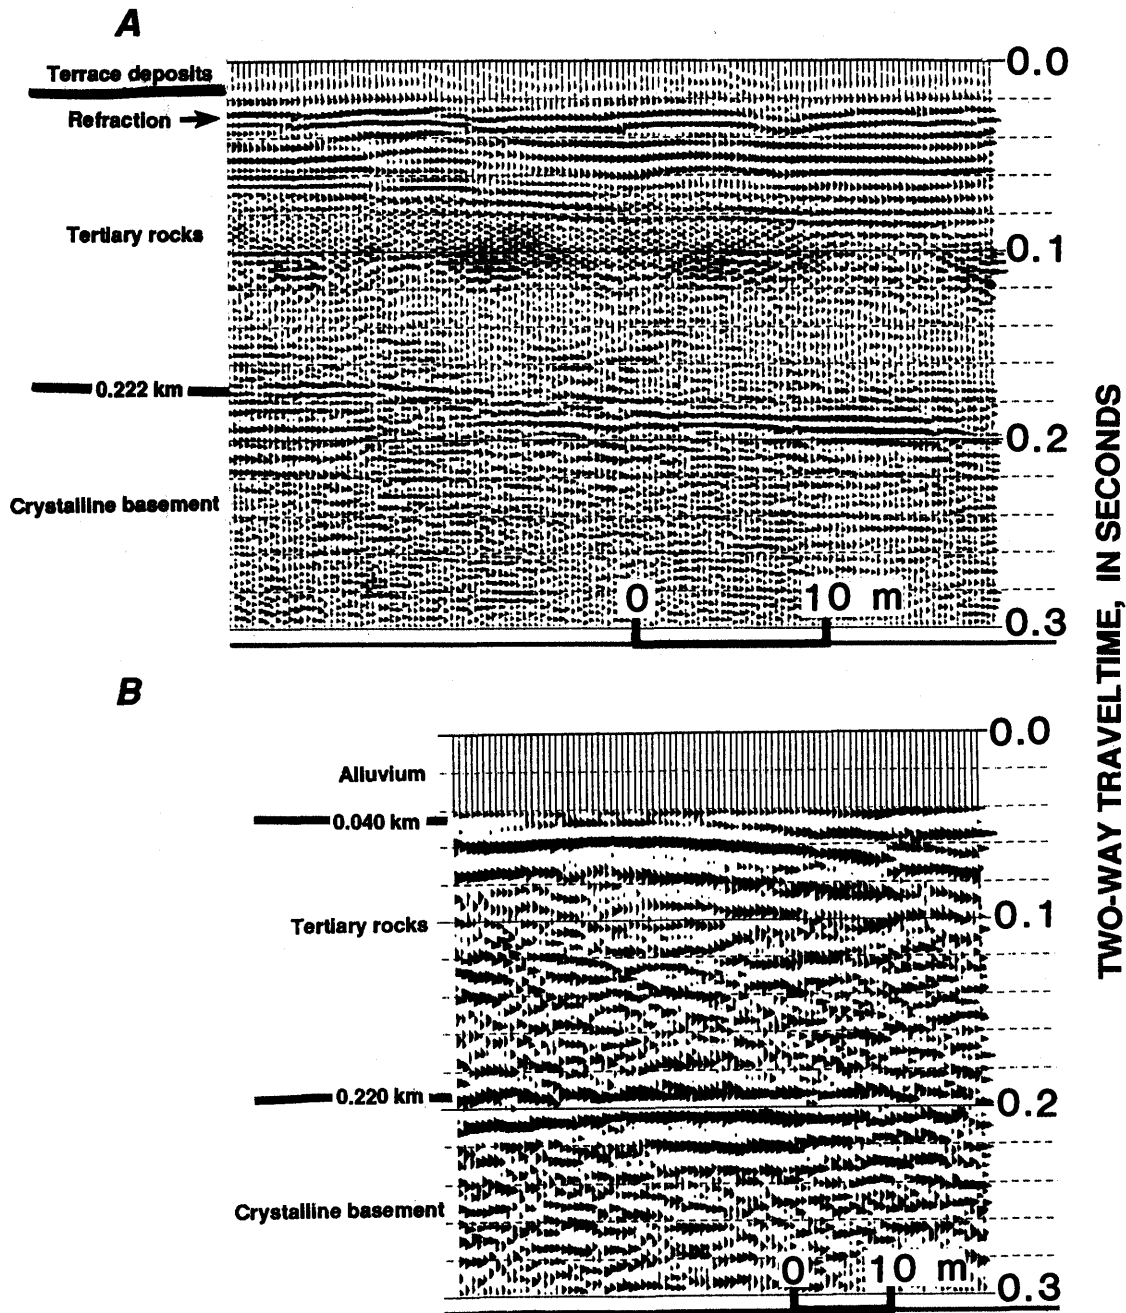 A
Terrace deposits
0.0
Refraction
Tertiary rocks
0.1
0.222 km
0.2
Crystalline basement
0 10 m
0.3
TWO-WAY TRAVELTIME, IN SECONDS
B
0.0
Alluvium
0.040 km
0.1
Tertiary rocks
0.220 km
0.2
Crystalline basement
0 10 m
0.3